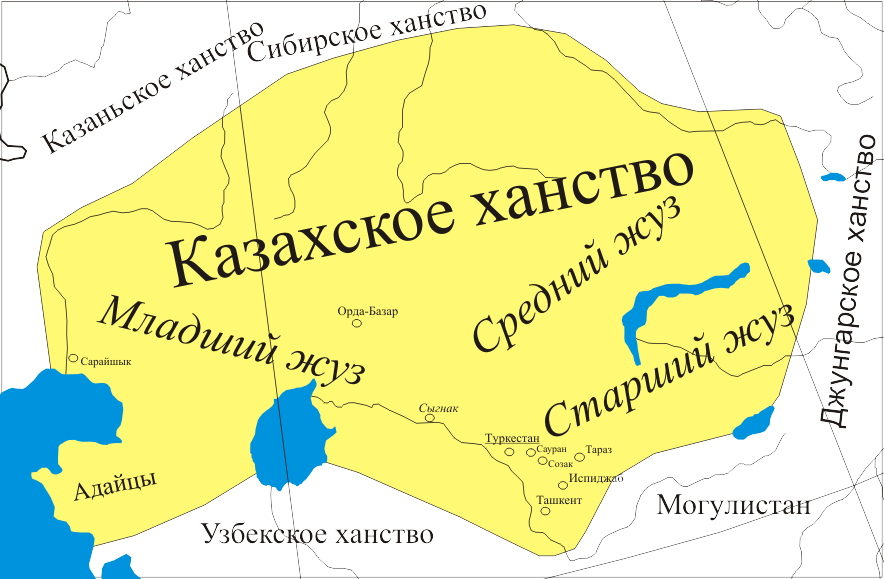 Сибирское ханство
Казаньское ханство
Казахское ханство
Джунгарское ханство
Средний жуз
Младший жуз
Орда-Базар
Старший жуз
Сарайшык
Сыгнак
Туркестан
Сауран
Тараз
Созак
Испиджаб
Адайцы
Ташкент
Могулистан
Узбекское ханство